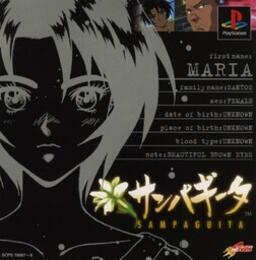 PlayStation
first name:
MARIA
family name:SANTOS
sex:FEMALE
date of birth:UNKNOWN
place of birth:UNKNOWN
blood type:UNKNOWN
note:BEAUTIFUL BROWN EYES
サンパギータ
TM
SAMPAGUITA